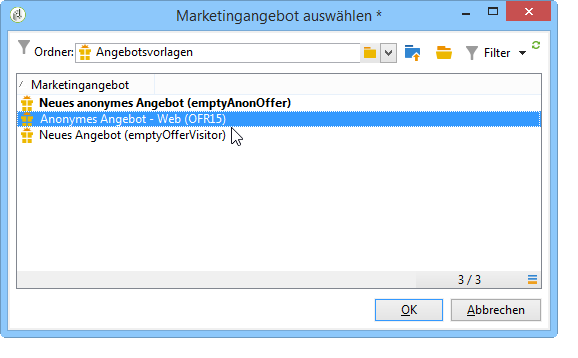 Marketingangebot auswählen *
Ordner: Angebotsvorlagen Filter
Marketingangebot
Neues anonymes Angebot (emptyAnonOffer)
Anonymes Angebot - Web (OFR15)
Neues Angebot (emptyOfferVisitor)
3 / 3
OK Abbrechen